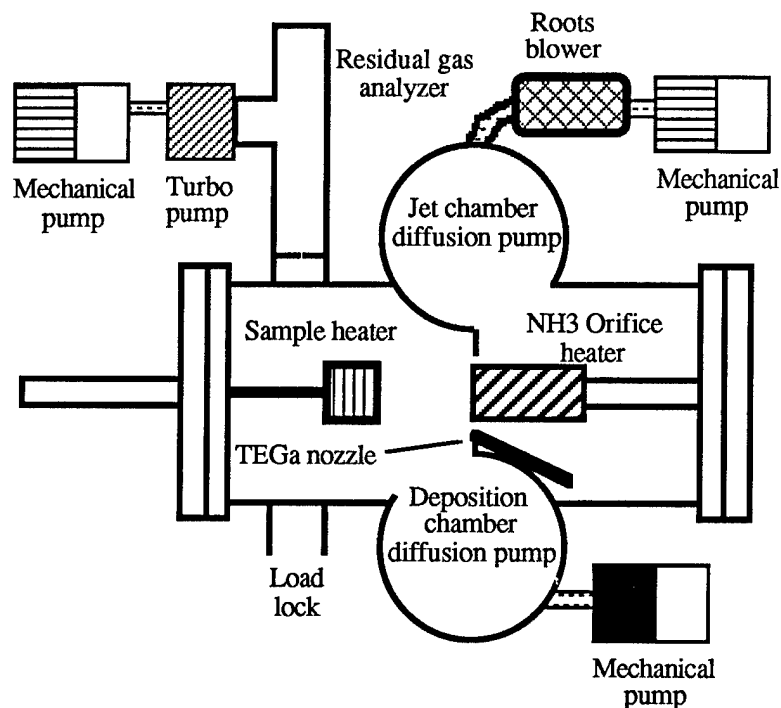 Roots
blower
Residual gas
analyzer
Mechanical
pump
Turbo
pump
Mechanical
pump
Jet chamber
diffusion pump
Sample heater
NH3 Orifice
heater
TEGa nozzle
Deposition
chamber
diffusion pump
Load
lock
Mechanical
pump